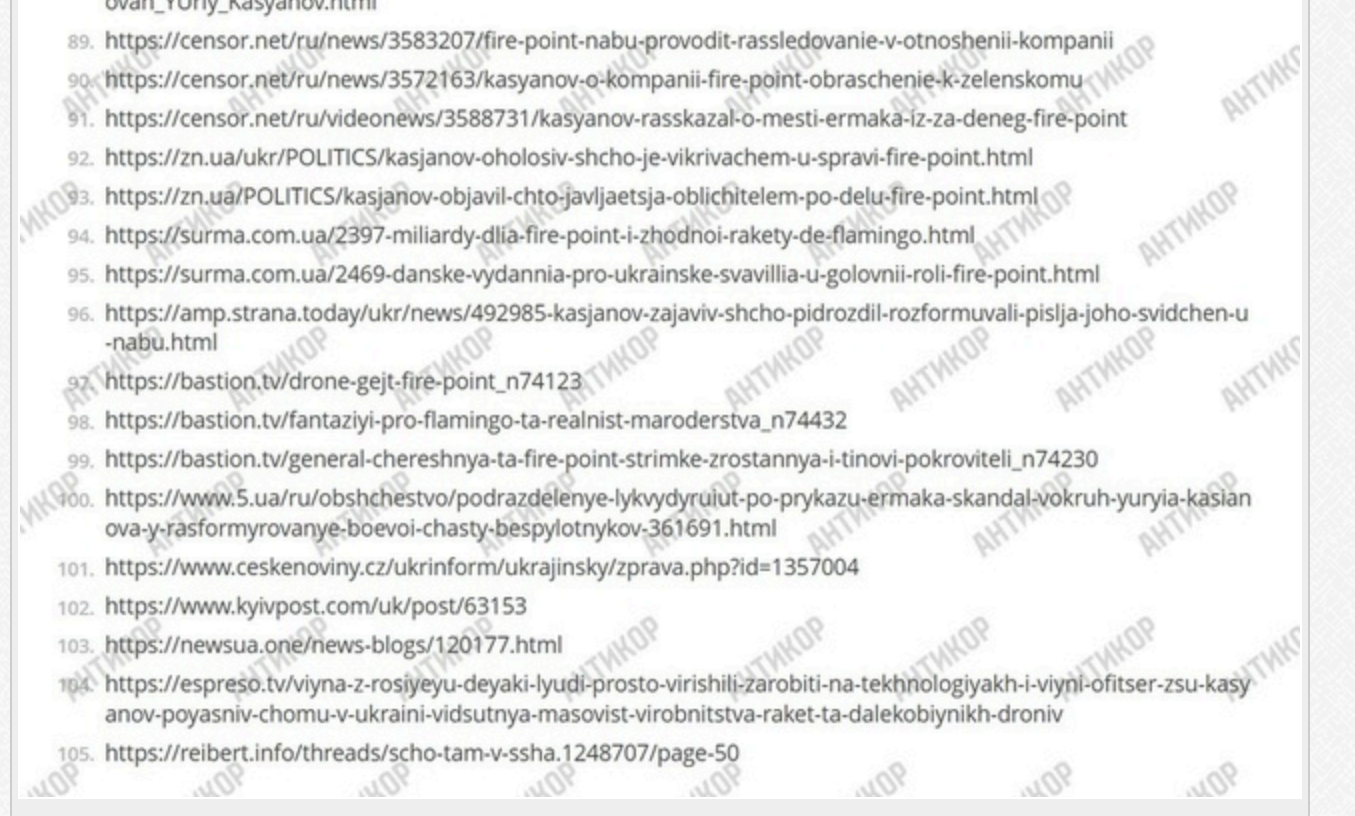 ovan_YUriy_Kasyanov.html
89. https://censor.net/ru/news/3583207/fire-point-nabu-provodit-rassledovanie-v-otnoshenii-kompanii
90. https://censor.net/ru/news/3572163/kasyanov-o-kompanii-fire-point-obraschenie-k-zelenskomu
91. https://censor.net/ru/videonews/3588731/kasyanov-rasskazal-o-mesti-ermaka-iz-za-deneg-fire-point
92. https://zn.ua/ukr/POLITICS/kasjanov-oholosiv-shcho-je-vikrivachem-u-spravi-fire-point.html
93. https://zn.ua/POLITICS/kasjanov-objavil-chto-javljaetsja-oblichitelem-po-delu-fire-point.html
94. https://surma.com.ua/2397-miliardy-dlia-fire-point-i-zhodnoi-rakety-de-flamingo.html
95. https://surma.com.ua/2469-danske-vydannia-pro-ukrainske-svavillia-u-golovnii-roli-fire-point.html
96. https://amp.strana.today/ukr/news/492985-kasjanov-zajaviv-shcho-pidrozdil-rozformuvali-pislja-joho-svidchen-u
-nabu.html
97. https://bastion.tv/drone-gejt-fire-point_n74123
98. https://bastion.tv/fantaziyi-pro-flamingo-ta-realnist-maroderstva_n74432
99. https://bastion.tv/general-chereshnya-ta-fire-point-strimke-zrostannya-i-tinovi-pokroviteli_n74230
100. https://www.5.ua/ru/obshchestvo/podrazdelenye-lykvydyruiut-po-prykazu-ermaka-skandal-vokruh-yuryia-kasian
ova-y-rasformyrovanye-boevoi-chasty-bespylotnykov-361691.html
101. https://www.ceskenoviny.cz/ukrinform/ukrajinsky/zprava.php?id=1357004
102. https://www.kyivpost.com/uk/post/63153
103. https://newsua.one/news-blogs/120177.html
104. https://espreso.tv/viyna-z-rosiyeyu-deyaki-lyudi-prosto-virishili-zarobiti-na-tekhnologiyakh-i-viyni-ofitser-zsu-kasy
anov-poyasniv-chomu-v-ukraini-vidsutnya-masovist-virobnitstva-raket-ta-dalekobiynikh-droniv
105. https://reibert.info/threads/scho-tam-v-ssha.1248707/page-50
АНТИКОР